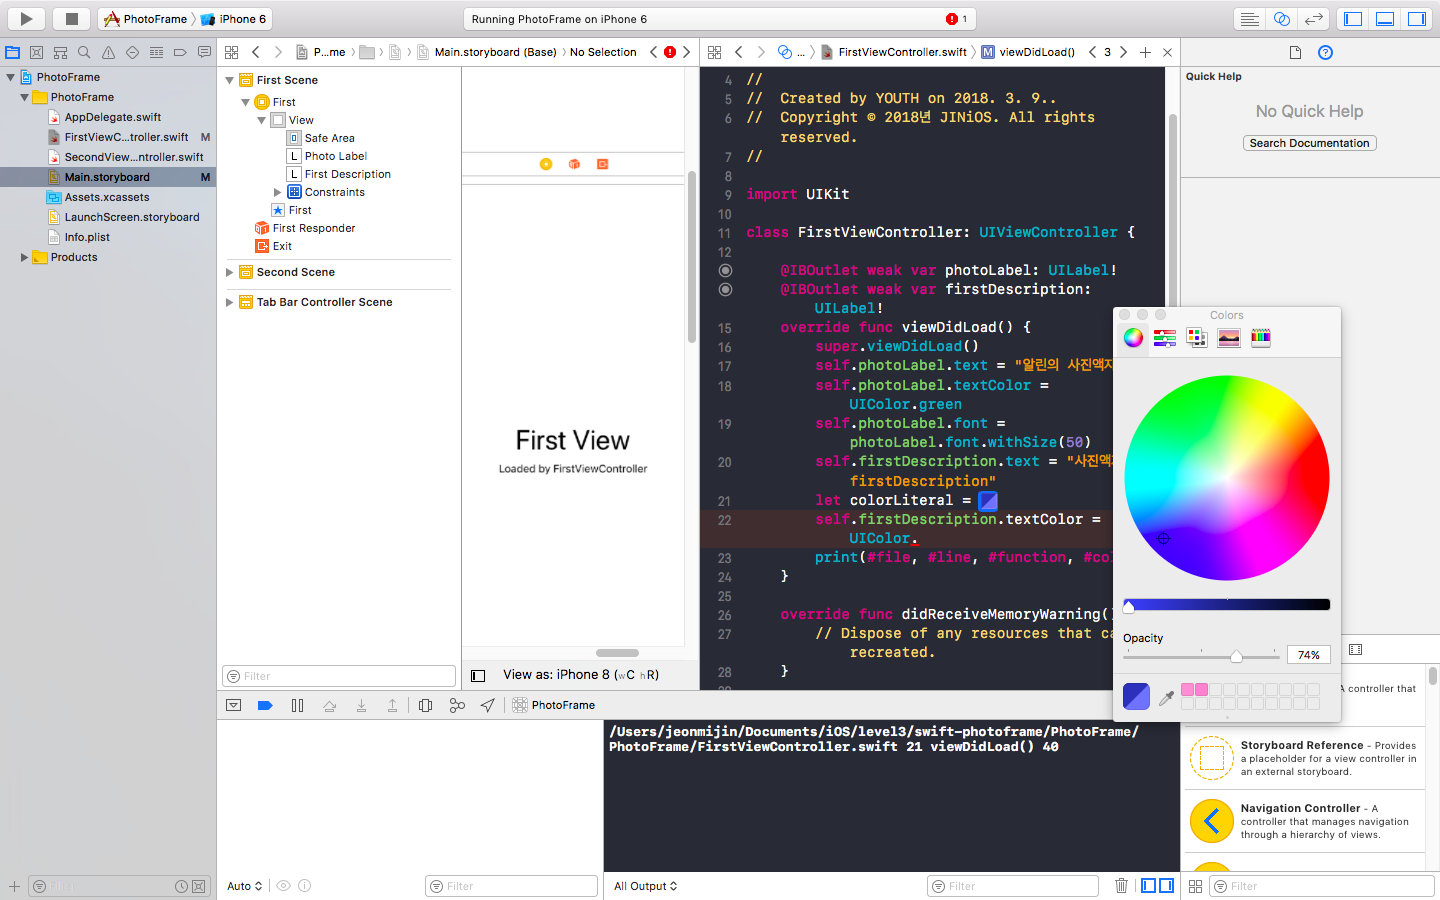 PhotoFrame
iPhone 6
Running PhotoFrame on iPhone 6
1
P...me
Main.storyboard (Base)
No Selection
...
FirstViewController.swift
viewDidLoad()
3
PhotoFrame
PhotoFrame
AppDelegate.swift
FirstViewC...troller.swift
M
SecondView...ntroller.swift
Main.storyboard
M
Assets.xcassets
LaunchScreen.storyboard
Info.plist
Products
First Scene
First
View
Safe Area
L Photo Label
L First Description
Constraints
First
First Responder
Exit
Second Scene
Tab Bar Controller Scene
Filter
First View
Loaded by FirstViewController
View as: iPhone 8 (wC hR)
4 //
5 //  Created by YOUTH on 2018. 3. 9..
6 //  Copyright © 2018년 JINiOS. All rights
reserved.
7 //
8
9 import UIKit
10
11 class FirstViewController: UIViewController {
12
@IBOutlet weak var photoLabel: UILabel!
@IBOutlet weak var firstDescription:
UILabel!
15 override func viewDidLoad() {
16 super.viewDidLoad()
17 self.photoLabel.text = "알린의 사진액자
18 self.photoLabel.textColor =
UIColor.green
19 self.photoLabel.font =
photoLabel.font.withSize(50)
20 self.firstDescription.text = "사진액자
firstDescription"
21 let colorLiteral =
22 self.firstDescription.textColor =
UIColor.
23 print(#file, #line, #function, #co
24 }
25
26 override func didReceiveMemoryWarning()
27 // Dispose of any resources that ca
recreated.
28 }
Quick Help
No Quick Help
Search Documentation
Colors
Opacity
74%
A controller that
Storyboard Reference - Provides
a placeholder for a view controller in
an external storyboard.
Navigation Controller - A
controller that manages navigation
through a hierarchy of views.
Filter
PhotoFrame
/Users/jeonmijin/Documents/iOS/level3/swift-photoframe/PhotoFrame/
PhotoFrame/FirstViewController.swift 21 viewDidLoad() 40
Filter
Auto
Filter
All Output
Filter